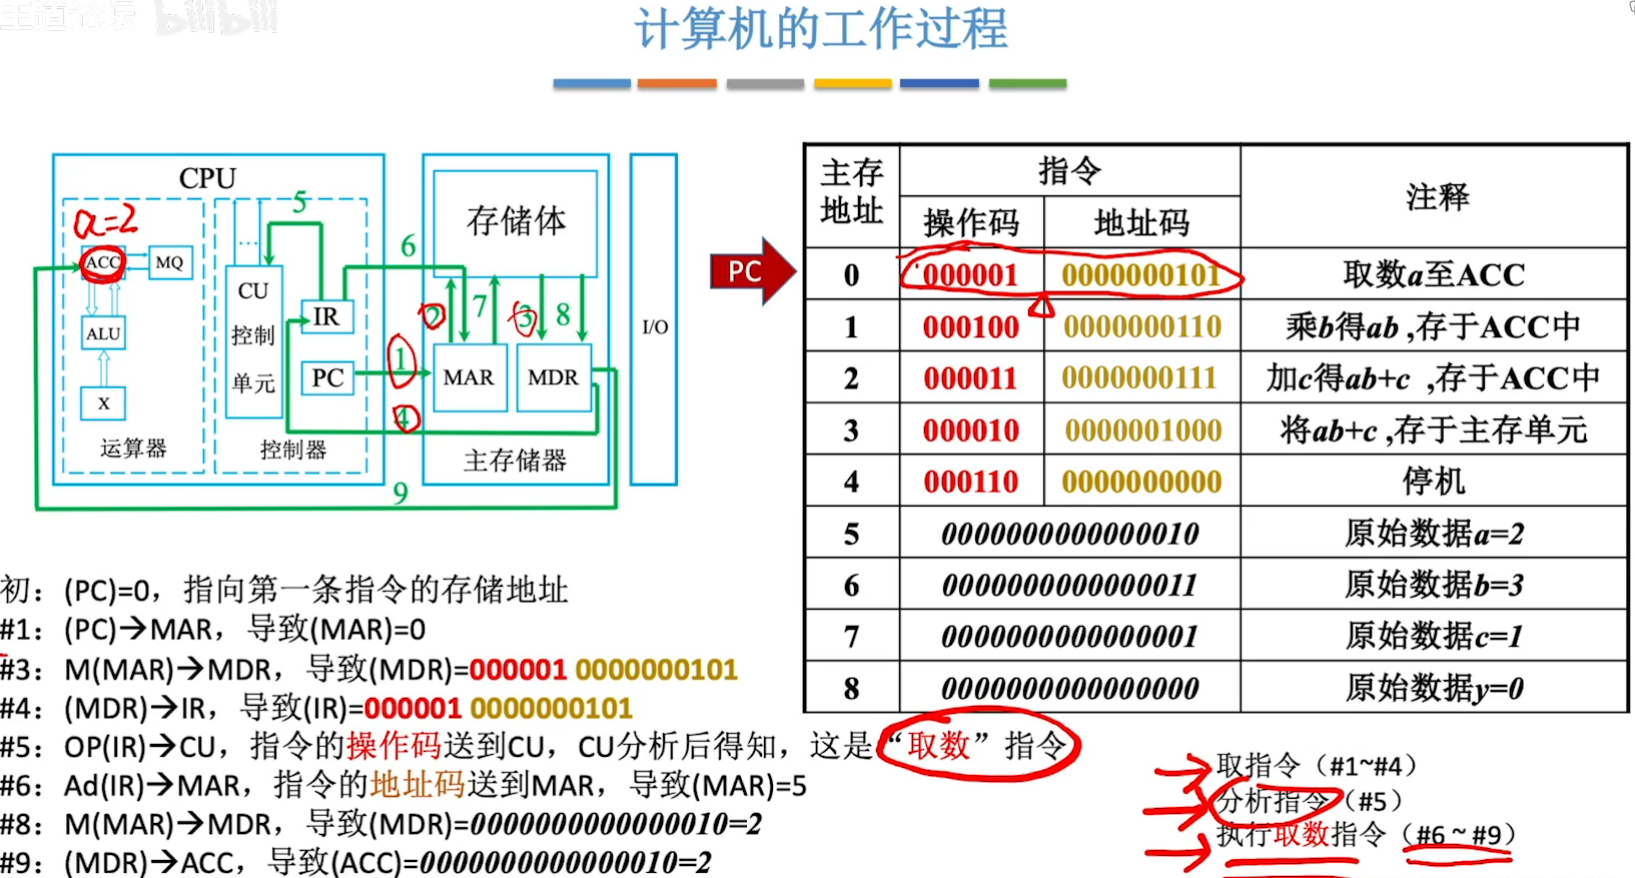 王道论坛 bilibili
计算机的工作过程
CPU
a=2
ACC
MQ
ALU
X
运算器
5
...
CU
控制
单元
IR
PC
控制器
6
1
4
9
存储体
2
7
3
8
MAR
MDR
主存储器
I/O
PC
主存地址 指令 注释
操作码 地址码
0 000001 0000000101 取数a至ACC
1 000100 0000000110 乘b得ab ,存于ACC中
2 000011 0000000111 加c得ab+c ,存于ACC中
3 000010 0000001000 将ab+c ,存于主存单元
4 000110 0000000000 停机
5 0000000000000010 原始数据a=2
6 0000000000000011 原始数据b=3
7 0000000000000001 原始数据c=1
8 0000000000000000 原始数据y=0
初：(PC)=0，指向第一条指令的存储地址
#1：(PC)→MAR，导致(MAR)=0
#3：M(MAR)→MDR，导致(MDR)=000001 0000000101
#4：(MDR)→IR，导致(IR)=000001 0000000101
#5：OP(IR)→CU，指令的操作码送到CU，CU分析后得知，这是“取数”指令
#6：Ad(IR)→MAR，指令的地址码送到MAR，导致(MAR)=5
#8：M(MAR)→MDR，导致(MDR)=0000000000000010=2
#9：(MDR)→ACC，导致(ACC)=0000000000000010=2
取指令（#1~#4）
分析指令（#5）
执行取数指令（#6 ~ #9）